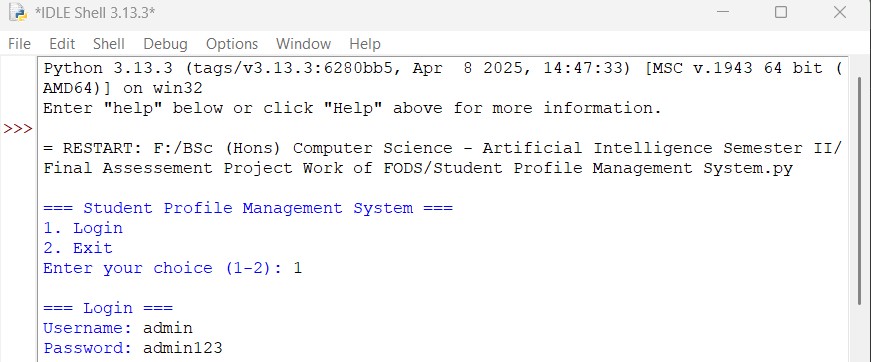 *IDLE Shell 3.13.3*
File Edit Shell Debug Options Window Help
Python 3.13.3 (tags/v3.13.3:6280bb5, Apr  8 2025, 14:47:33) [MSC v.1943 64 bit (
AMD64)] on win32
Enter "help" below or click "Help" above for more information.
>>>
= RESTART: F:/BSc (Hons) Computer Science - Artificial Intelligence Semester II/
Final Assessement Project Work of FODS/Student Profile Management System.py
=== Student Profile Management System ===
1. Login
2. Exit
Enter your choice (1-2): 1
=== Login ===
Username: admin
Password: admin123